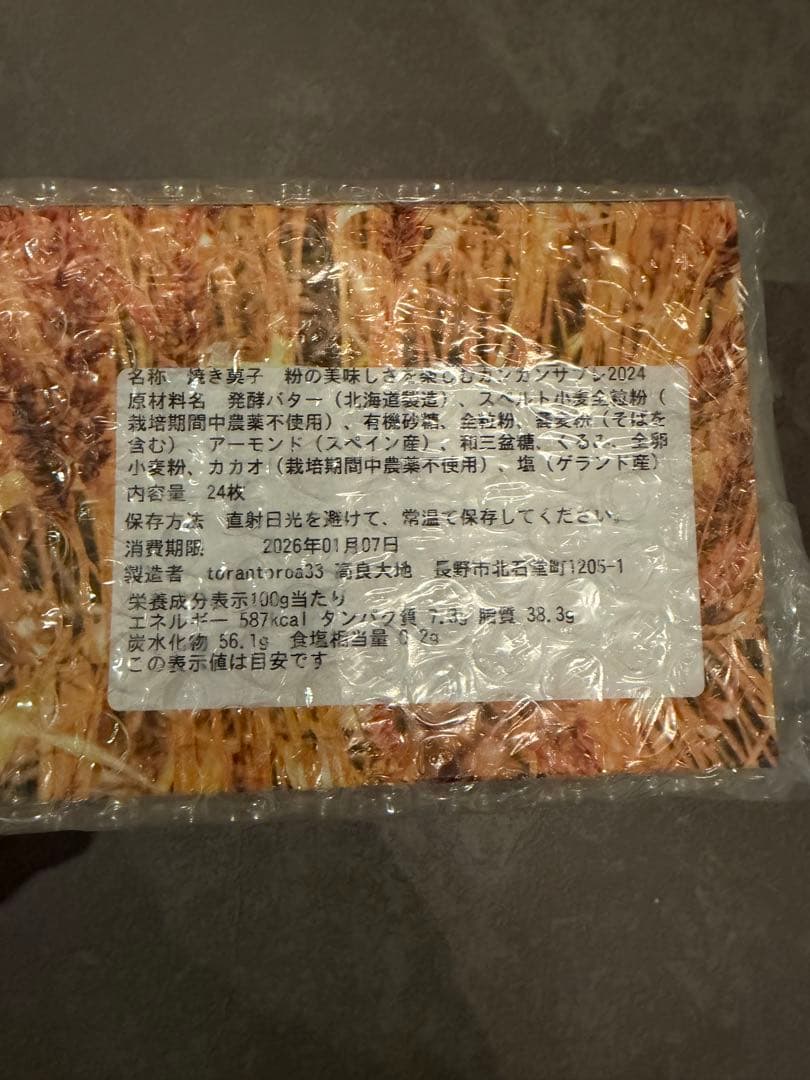 名称 焼き菓子 粉の美味しさを楽しむカンカンサブレ2024
原材料名 発酵バター（北海道製造）、スペルト小麦全粒粉（
栽培期間中農薬不使用）、有機砂糖、全粒粉、蕎麦粉（そばを
含む）、アーモンド（スペイン産）、和三盆糖、くるみ、全卵
小麦粉、カカオ（栽培期間中農薬不使用）、塩（ゲランド産）
内容量 24枚
保存方法 直射日光を避けて、常温で保存してください。
消費期限 2026年01月07日
製造者 torantoroa33 高良大地 長野市北石堂町1205-1
栄養成分表示100g当たり
エネルギー 587kcal タンパク質 7.3g 脂質 38.3g
炭水化物 56.1g 食塩相当量 0.2g
この表示値は目安です